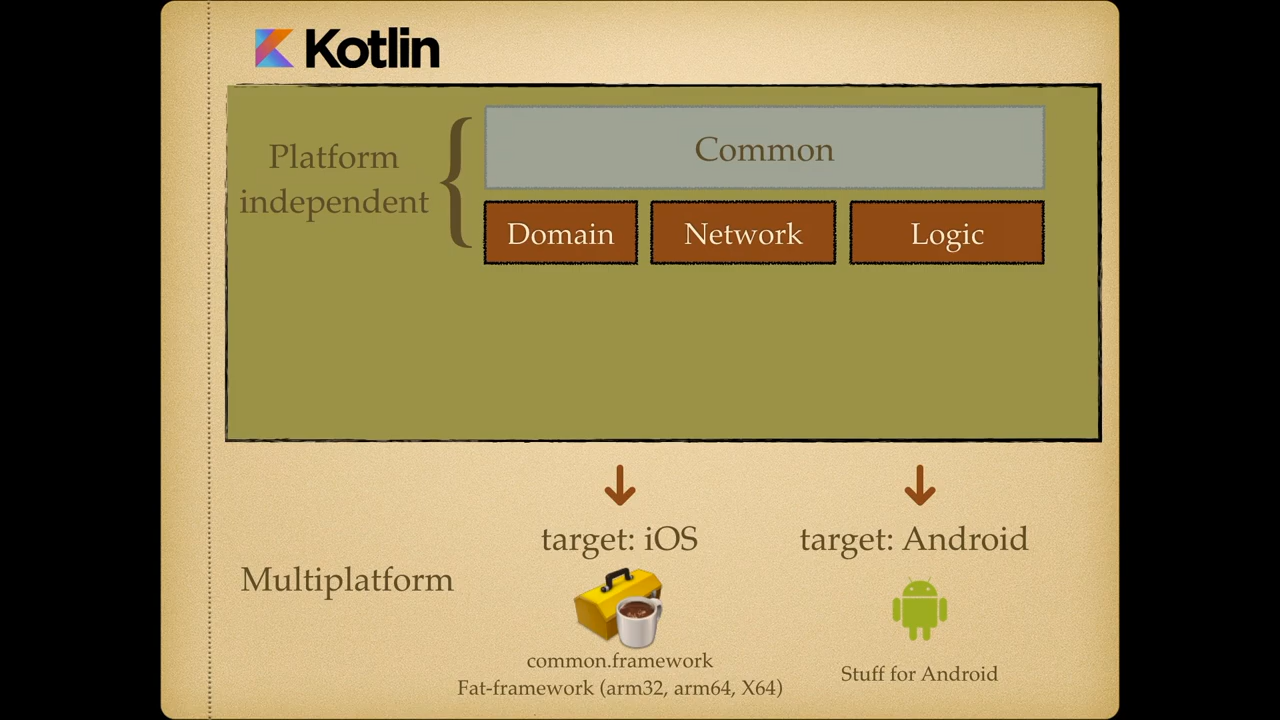 Kotlin
Platform
independent
Common
Domain
Network
Logic
target: iOS
target: Android
Multiplatform
common.framework
Fat-framework (arm32, arm64, X64)
Stuff for Android